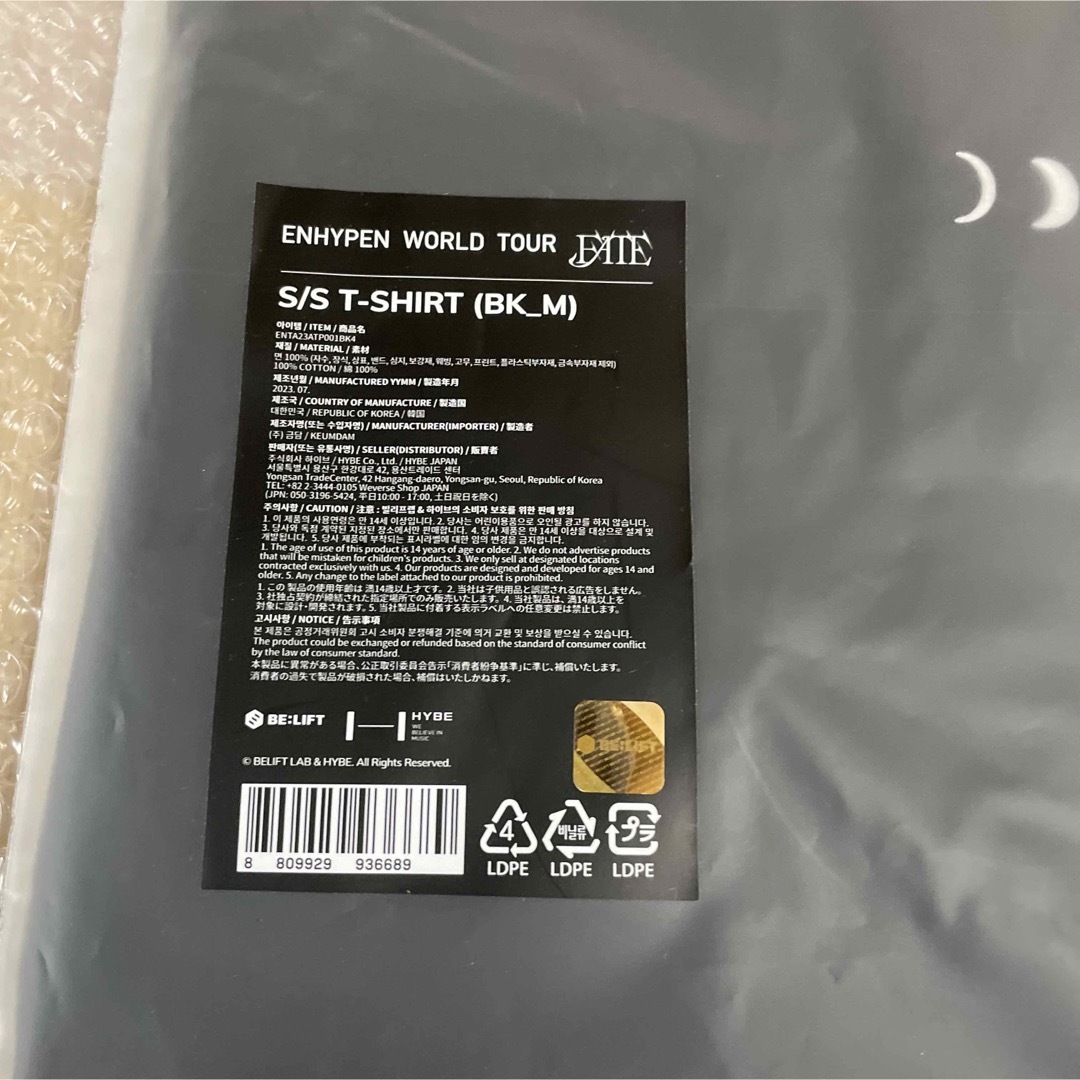 ENHYPEN WORLD TOUR FATE
S/S T-SHIRT (BK_M)
아이템 / ITEM / 商品名
ENTA23ATP001BK4
재질 / MATERIAL / 素材
면 100% (자수, 장식, 상표, 밴드, 심지, 보강재, 웨빙, 고무, 프린트, 플라스틱부자재, 금속부자재 제외)
100% COTTON / 綿 100%
제조년월 / MANUFACTURED YYMM / 製造年月
2023. 07.
제조국 / COUNTRY OF MANUFACTURE / 製造国
대한민국 / REPUBLIC OF KOREA / 韓国
제조자명(또는 수입자명) / MANUFACTURER(IMPORTER) / 製造者
(주) 금담 / KEUMDAM
판매자(또는 유통사명) / SELLER(DISTRIBUTOR) / 販賣者
주식회사 하이브 / HYBE Co., Ltd. / HYBE JAPAN
서울특별시 용산구 한강대로 42, 용산트레이드 센터
Yongsan TradeCenter, 42 Hangang-daero, Yongsan-gu, Seoul, Republic of Korea
TEL: +82 2-3444-0105 Weverse Shop JAPAN
(JPN: 050-3196-5424, 平日10:00 - 17:00, 土日祝日を除く)
주의사항 / CAUTION / 注意 : 빌리프랩 & 하이브의 소비자 보호를 위한 판매 방침
1. 이 제품의 사용연령은 만 14세 이상입니다. 2. 당사는 어린이용품으로 오인될 광고를 하지 않습니다.
3. 당사와 독점 계약된 지정된 장소에서만 판매합니다. 4. 당사 제품은 만 14세 이상을 대상으로 설계 및
개발됩니다. 5. 당사 제품에 부착되는 표시라벨에 대한 임의 변경을 금지합니다.
1. The age of use of this product is 14 years of age or older. 2. We do not advertise products
that will be mistaken for children's products. 3. We only sell at designated locations
contracted exclusively with us. 4. Our products are designed and developed for ages 14 and
older. 5. Any change to the label attached to our product is prohibited.
1. この 製品の使用年齢は 満14歳以上才です。2. 当社は子供用品と誤認される広告をしません。
3. 社独占契約が締結された指定場所でのみ販売いたします。4. 当社製品は、満14歳以上を
対象に設計・開発されます。5. 当社製品に付着する表示ラベルへの任意変更は禁止します。
고시사항 / NOTICE / 告示事項
본 제품은 공정거래위원회 고시 소비자 분쟁해결 기준에 의거 교환 및 보상을 받으실 수 있습니다.
The product could be exchanged or refunded based on the standard of consumer conflict
by the law of consumer standard.
本製品に異常がある場合、公正取引委員会告示「消費者紛争基準」に準じ、補償いたします。
消費者の過失で製品が破損された場合、補償はいたしかねます。
BE:LIFT HYBE
WE
BELIEVE IN
MUSIC
BE:LIFT
© BELIFT LAB & HYBE. All Rights Reserved.
4 비닐류 プラ
8 809929 936689
LDPE LDPE LDPE